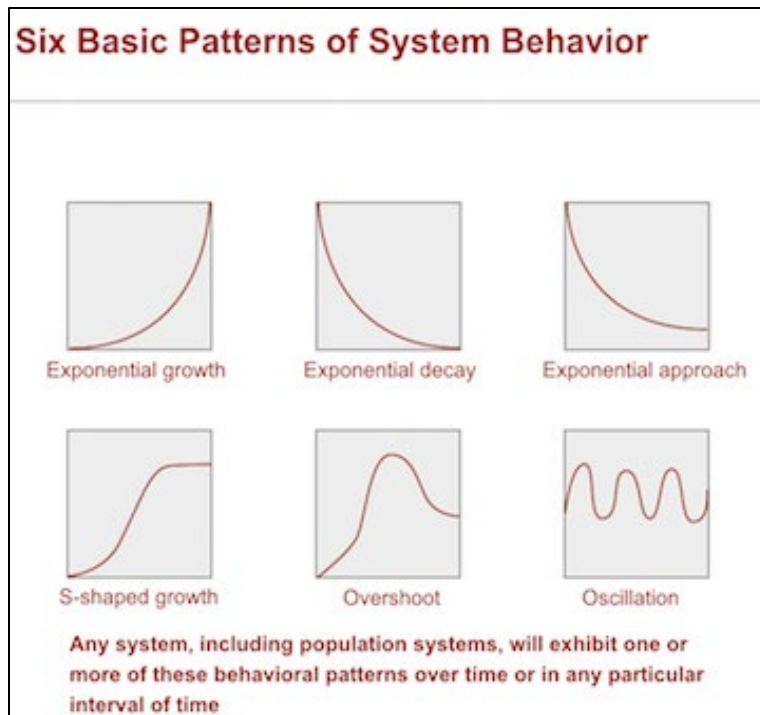 Six Basic Patterns of System Behavior
Exponential growth
Exponential decay
Exponential approach
S-shaped growth
Overshoot
Oscillation
Any system, including population systems, will exhibit one or
more of these behavioral patterns over time or in any particular
interval of time